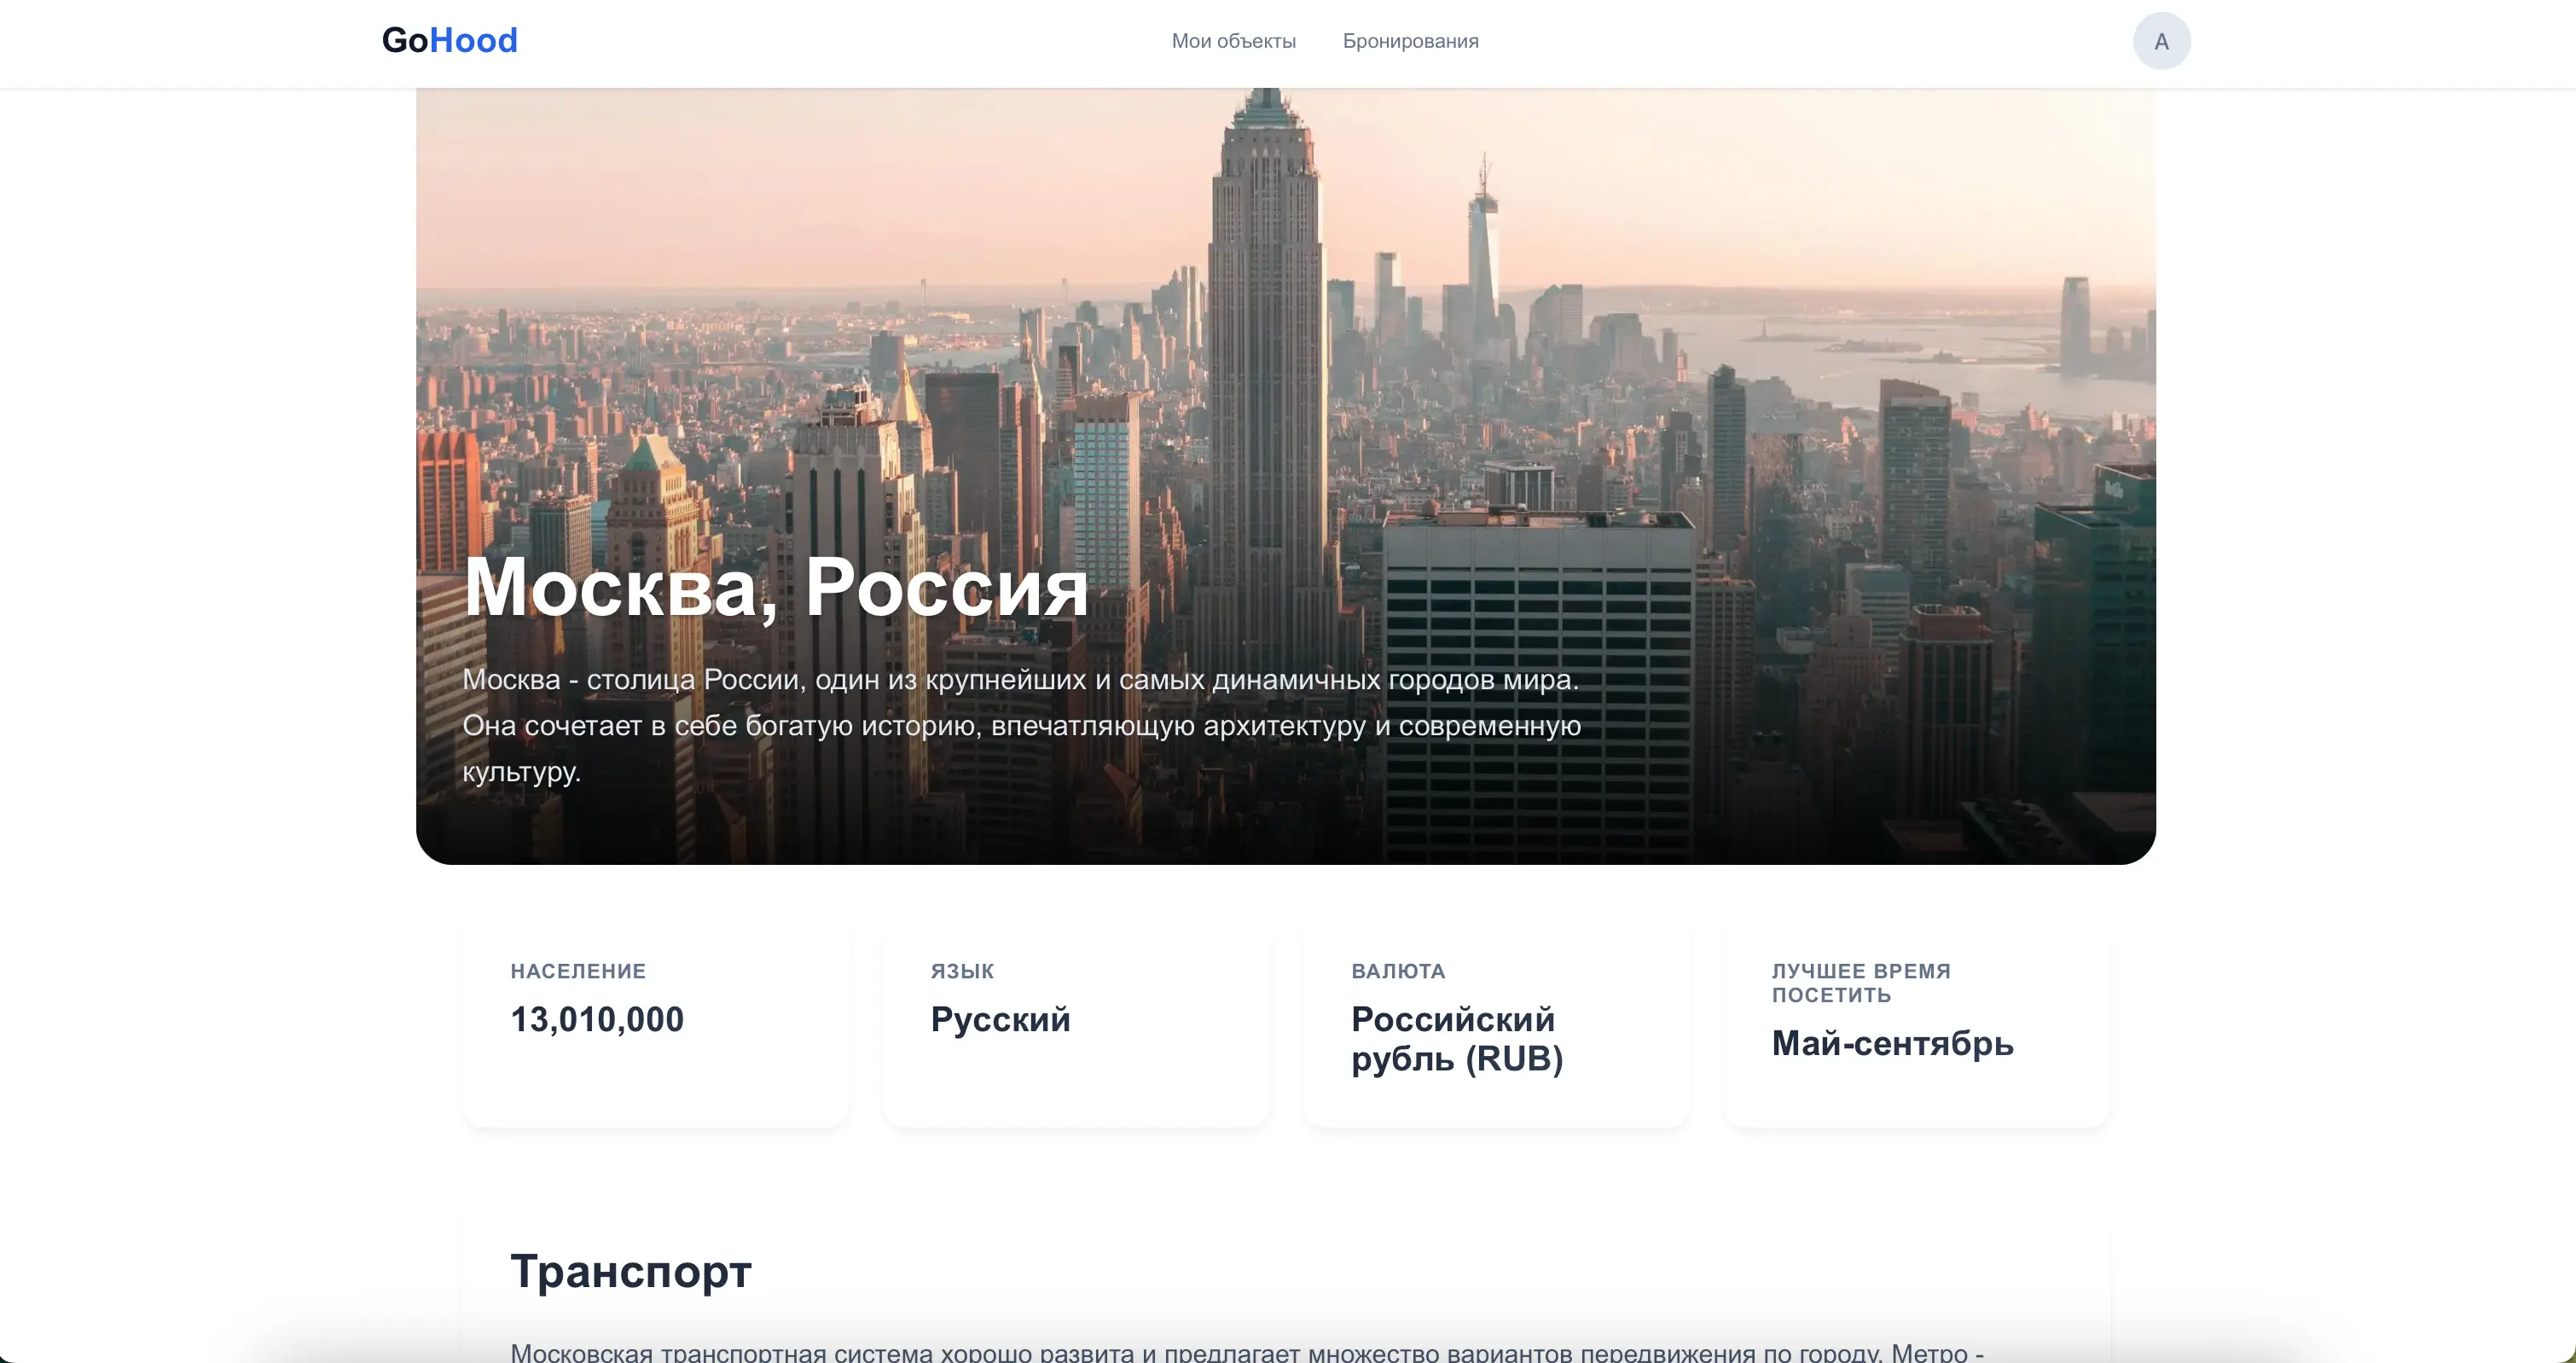 GoHood
Мои объекты
Бронирования
A
Москва, Россия
Москва - столица России, один из крупнейших и самых динамичных городов мира.
Она сочетает в себе богатую историю, впечатляющую архитектуру и современную
культуру.
НАСЕЛЕНИЕ
13,010,000
ЯЗЫК
Русский
ВАЛЮТА
Российский
рубль (RUB)
ЛУЧШЕЕ ВРЕМЯ
ПОСЕТИТЬ
Май-сентябрь
Транспорт
Московская транспортная система хорошо развита и предлагает множество вариантов передвижения по городу. Метро -